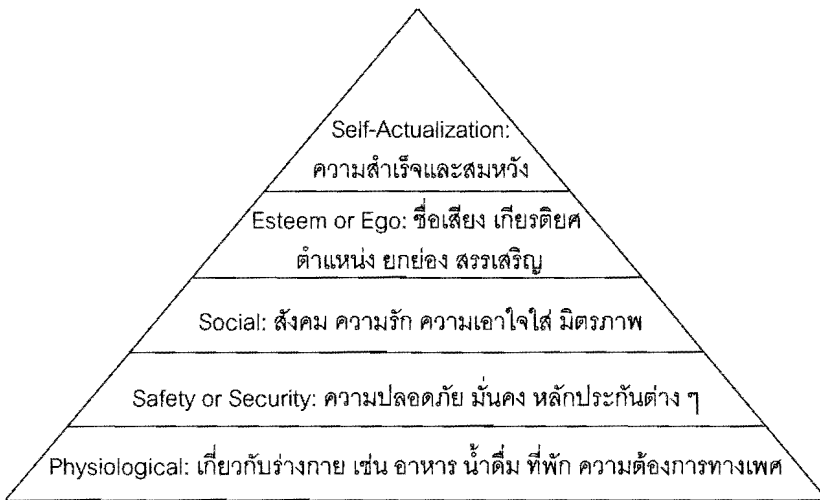 Self-Actualization:
ความสำเร็จและสมหวัง
Esteem or Ego: ชื่อเสียง เกียรติยศ
ตำแหน่ง ยกย่อง สรรเสริญ
Social: สังคม ความรัก ความเอาใจใส่ มิตรภาพ
Safety or Security: ความปลอดภัย มั่นคง หลักประกันต่าง ๆ
Physiological: เกี่ยวกับร่างกาย เช่น อาหาร น้ำดื่ม ที่พัก ความต้องการทางเพศ